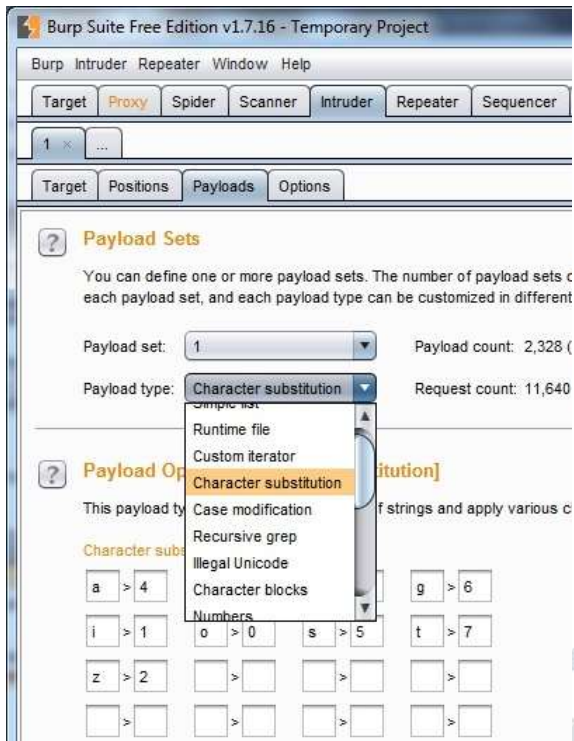 Burp Suite Free Edition v1.7.16 - Temporary Project
Burp Intruder Repeater Window Help
Target Proxy Spider Scanner Intruder Repeater Sequencer
1 × ...
Target Positions Payloads Options
? Payload Sets
You can define one or more payload sets. The number of payload sets
each payload set, and each payload type can be customized in different
Payload set: 1 Payload count: 2,328 (
Payload type: Character substitution Request count: 11,640
Simple list
Runtime file
Custom iterator
? Payload Op
Character substitution
itution]
Case modification
This payload ty
f strings and apply various
Recursive grep
Illegal Unicode
Character subs
Character blocks
a > 4
g > 6
Numbers
i > 1 o > 0 s > 5 t > 7
z > 2 > > >
> > > >